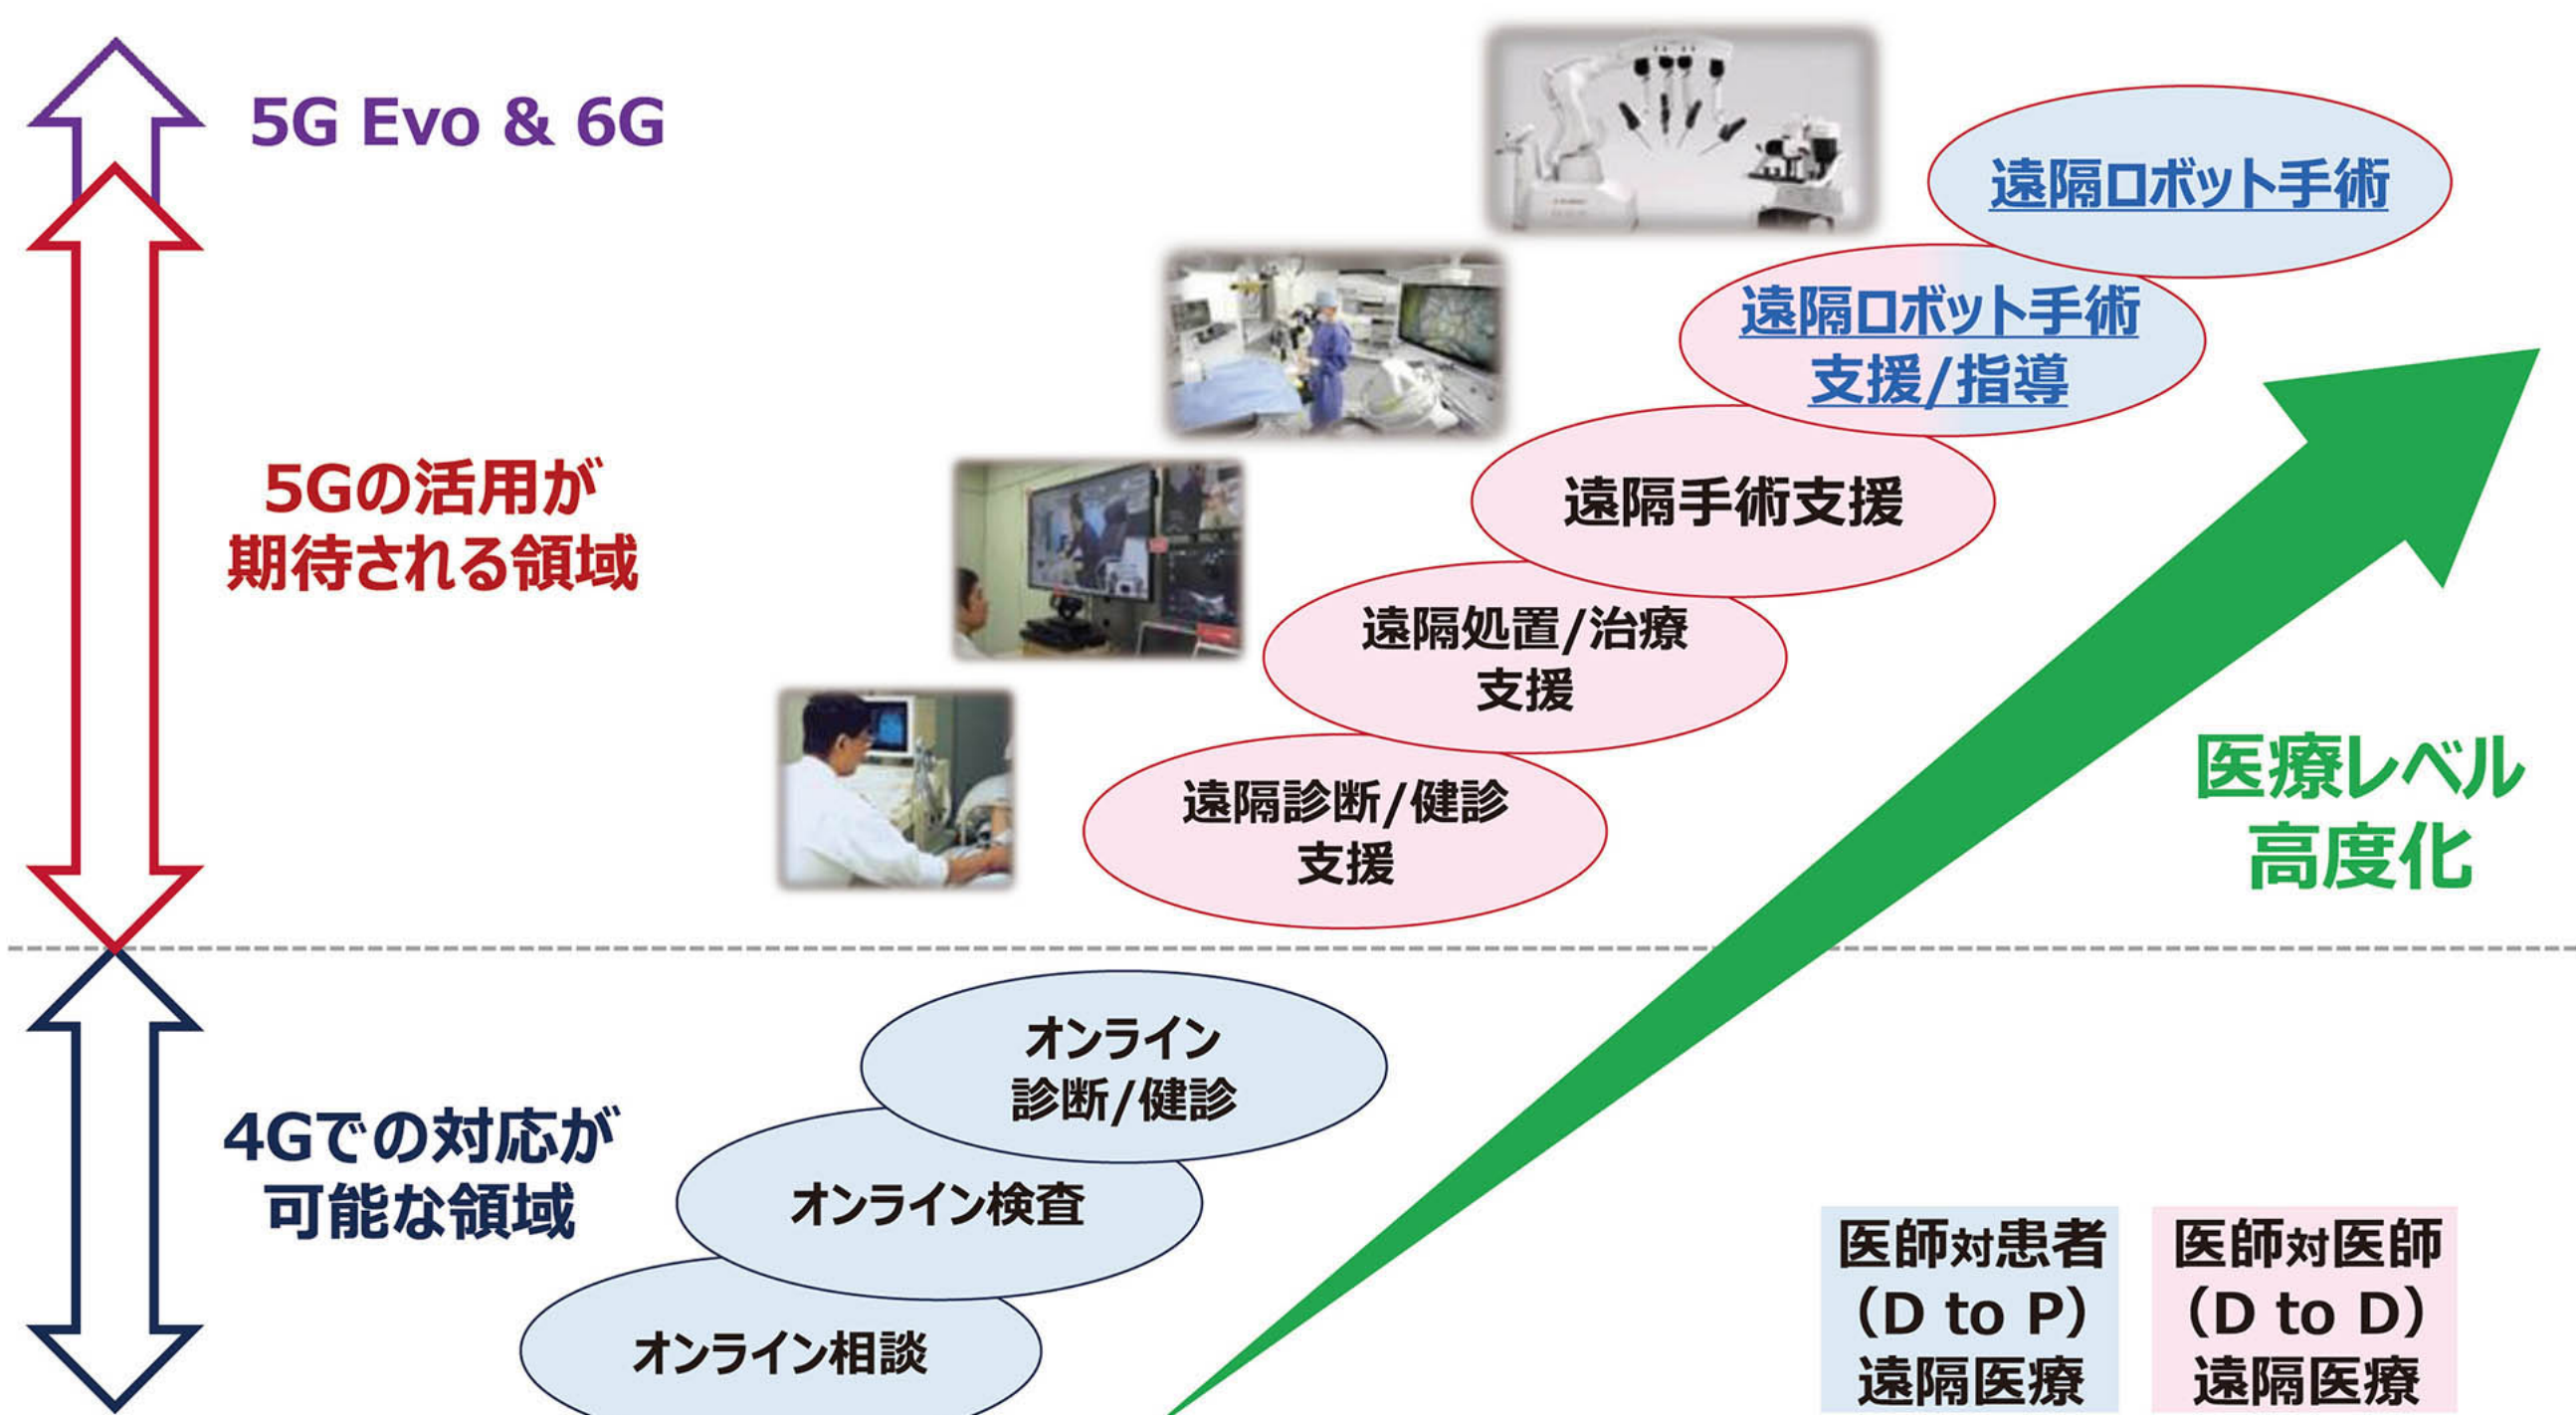 5G Evo & 6G
遠隔ロボット手術
遠隔ロボット手術
支援/指導
5Gの活用が
期待される領域
遠隔手術支援
遠隔処置/治療
支援
遠隔診断/健診
支援
医療レベル
高度化
オンライン
診断/健診
4Gでの対応が
可能な領域
オンライン検査
オンライン相談
医師対患者
(D to P)
遠隔医療
医師対医師
(D to D)
遠隔医療